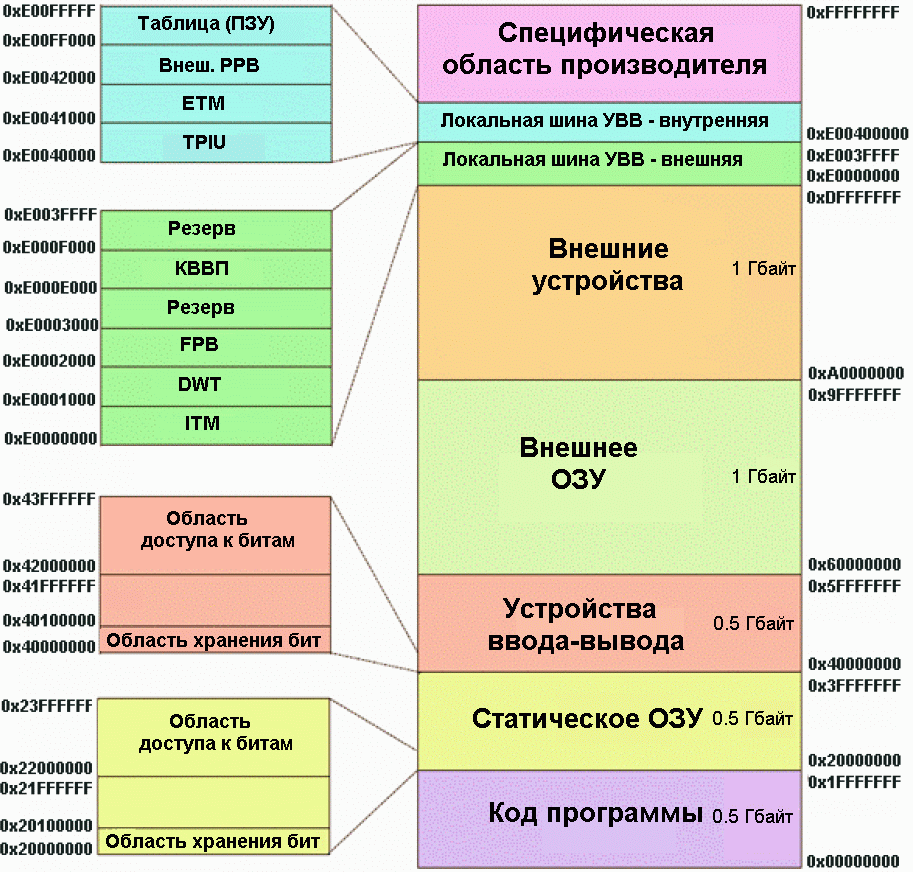 0xE00FFFFF
Таблица (ПЗУ)
0xE00FF000
Внеш. PPB
0xE0042000
ETM
0xE0041000
TPIU
0xE0040000
0xE003FFFF
Резерв
0xE000F000
КВВП
0xE000E000
Резерв
0xE0003000
FPB
0xE0002000
DWT
0xE0001000
ITM
0xE0000000
0x43FFFFFF
Область
доступа к битам
0x42000000
0x41FFFFFF
0x40100000
Область хранения бит
0x40000000
0x23FFFFFF
Область
доступа к битам
0x22000000
0x21FFFFFF
0x20100000
Область хранения бит
0x20000000
0xFFFFFFFF
Специфическая
область производителя
Локальная шина УВВ - внутренняя
0xE00400000
Локальная шина УВВ - внешняя
0xE003FFFF
0xE0000000
0xDFFFFFFF
Внешние
устройства
1 Гбайт
0xA0000000
0x9FFFFFFF
Внешнее
ОЗУ
1 Гбайт
0x60000000
0x5FFFFFFF
Устройства
ввода-вывода
0.5 Гбайт
0x40000000
0x3FFFFFFF
Статическое ОЗУ 0.5 Гбайт
0x20000000
0x1FFFFFFF
Код программы 0.5 Гбайт
0x00000000